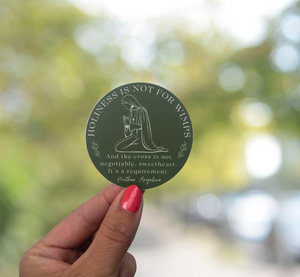 HOLINESS IS NOT FOR WIMPS
And the cross is not
negotiable, sweetheart.
It's a requirement.
Mother Angelica